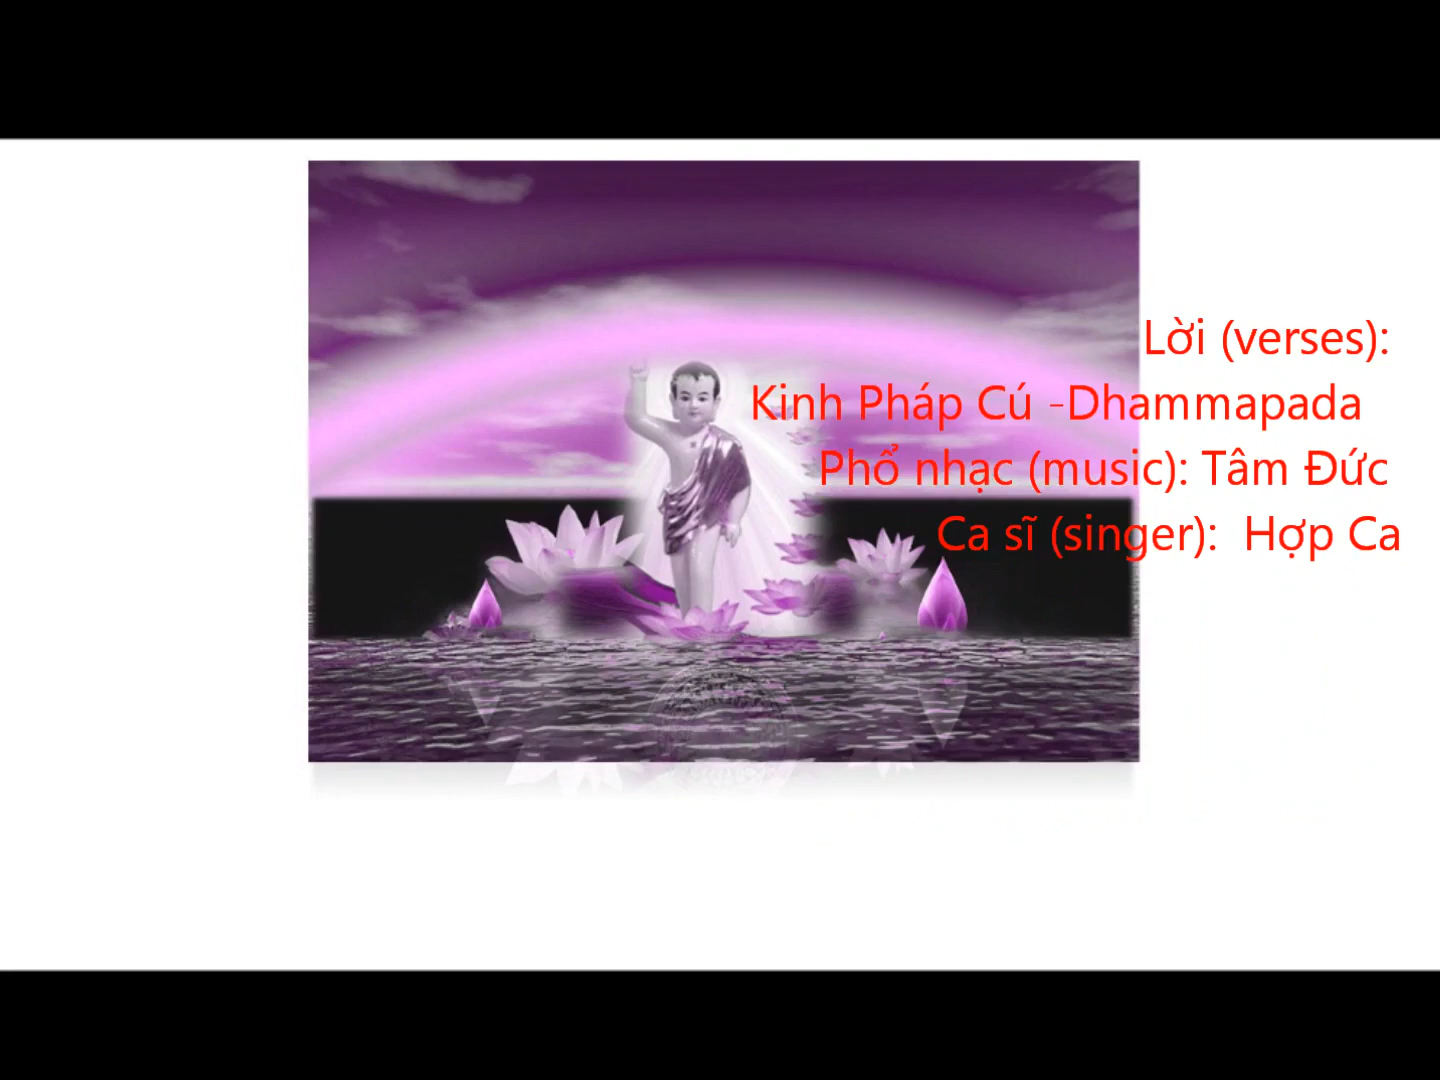 Lời (verses):
Kinh Pháp Cú -Dhammapada
Phổ nhạc (music): Tâm Đức
Ca sĩ (singer): Hợp Ca